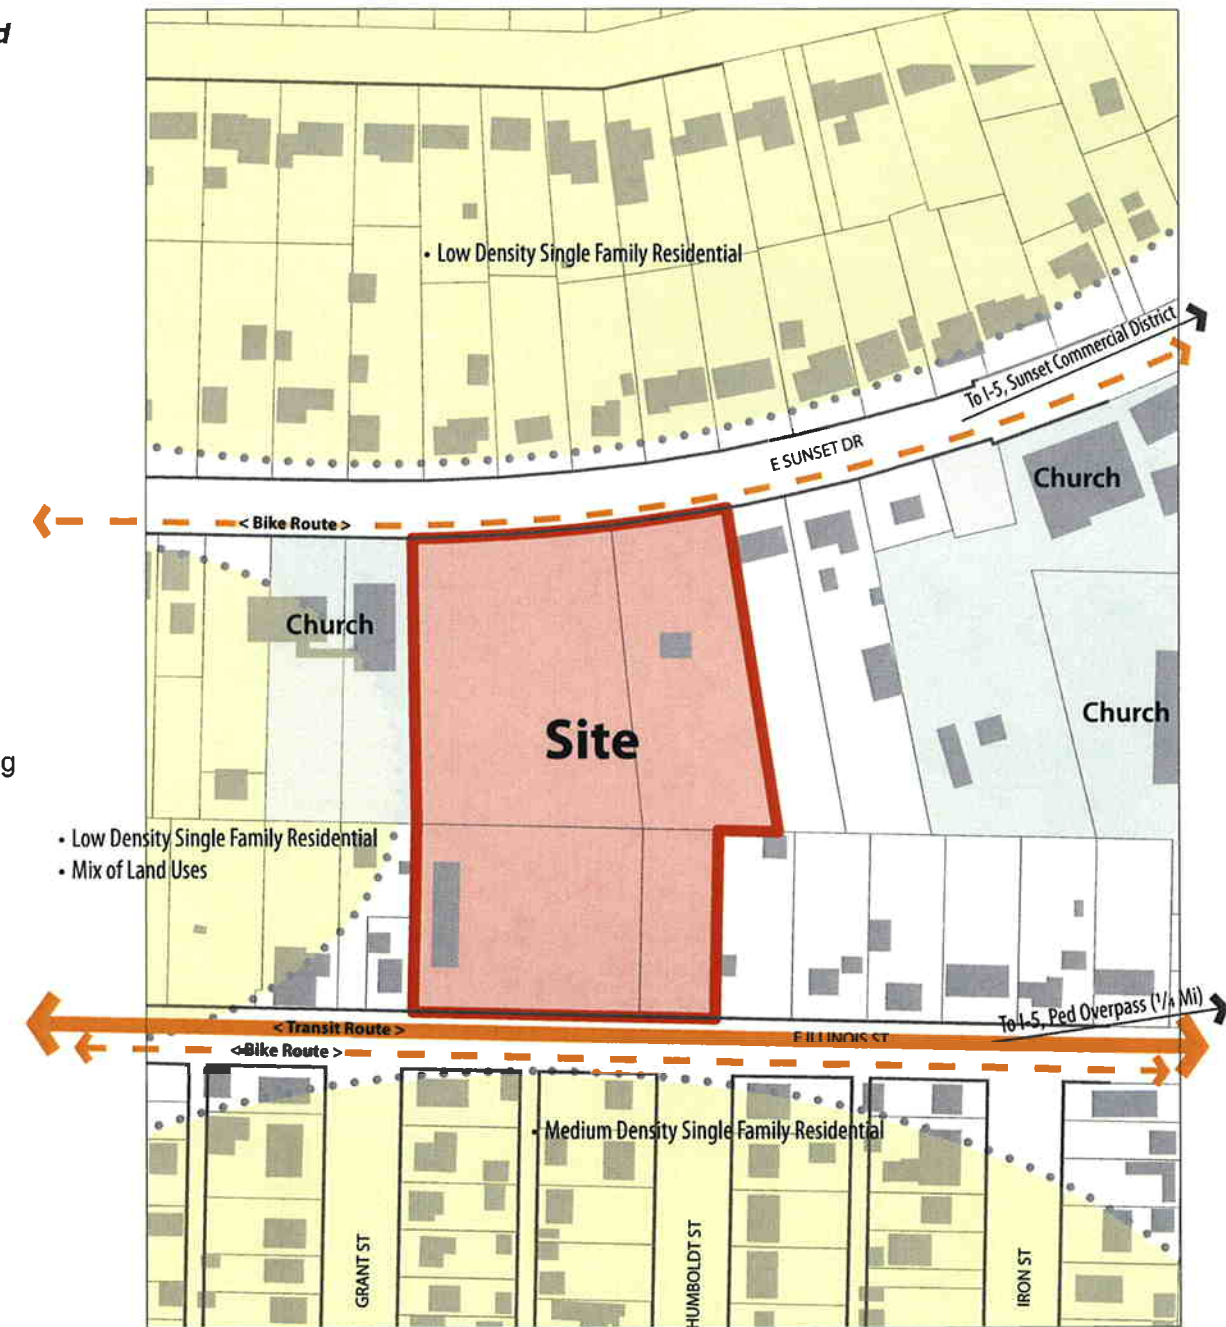 d
• Low Density Single Family Residential
To I-5, Sunset Commercial District
E SUNSET DR
Church
< Bike Route >
Church
Church
Site
g
• Low Density Single Family Residential
• Mix of Land Uses
To I-5, Ped Overpass (1/4 Mi)
< Transit Route >
E ILLINOIS ST
<Bike Route >
• Medium Density Single Family Residential
GRANT ST
HUMBOLDT ST
IRON ST